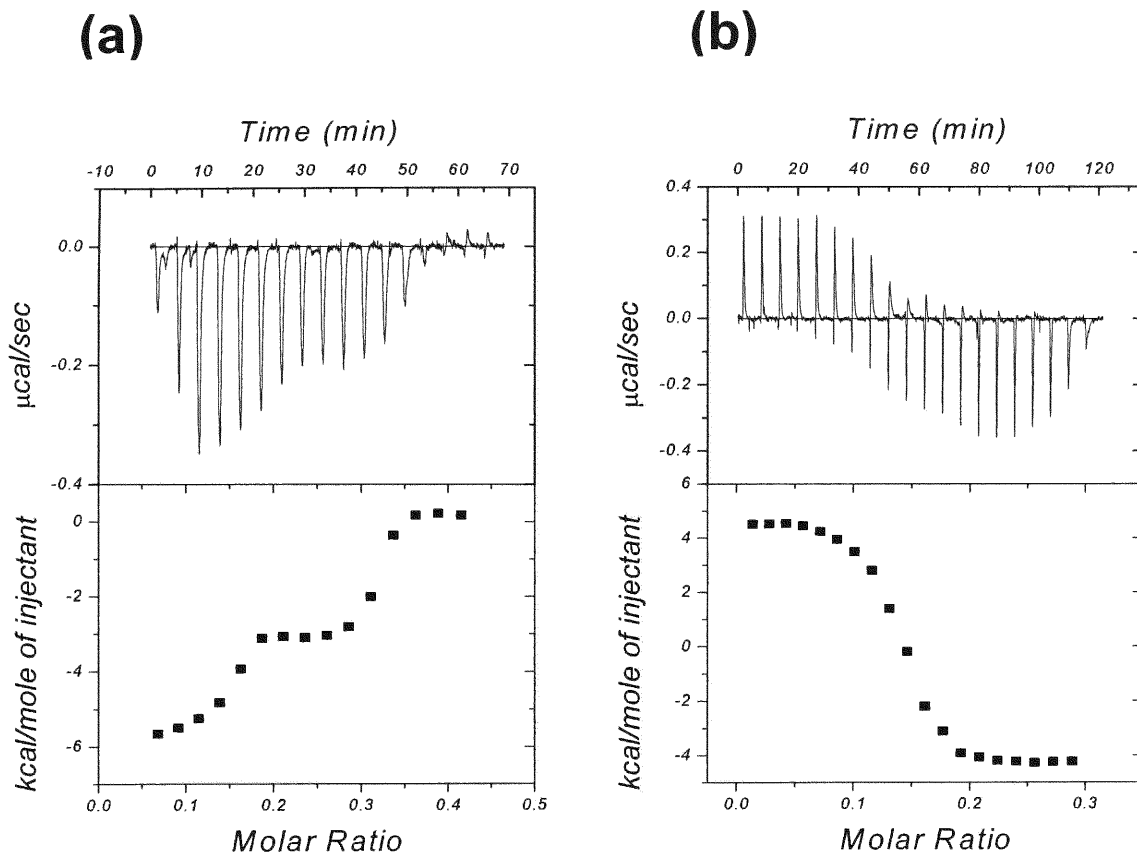 (a)
Time (min)
-10 0 10 20 30 40 50 60 70
0.0
-0.2
-0.4
µcal/sec
0
-2
-4
-6
kcal/mole of injectant
0.0 0.1 0.2 0.3 0.4 0.5
Molar Ratio
(b)
Time (min)
0 20 40 60 80 100 120
0.4
0.2
0.0
-0.2
-0.4
µcal/sec
6
4
2
0
-2
-4
kcal/mole of injectant
0.0 0.1 0.2 0.3
Molar Ratio